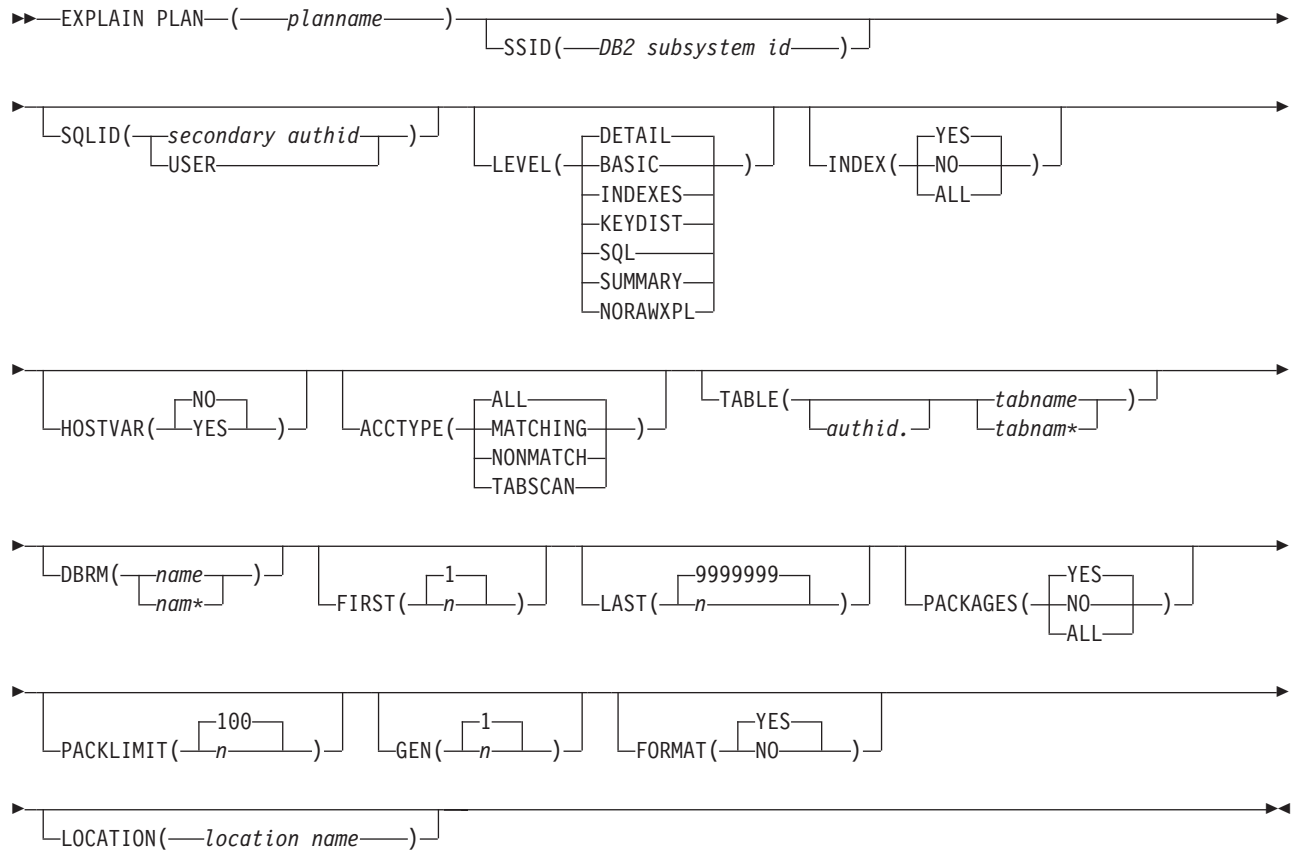 EXPLAIN PLAN ( planname )
SSID( DB2 subsystem id )
SQLID( secondary authid )
USER
LEVEL( DETAIL
BASIC )
INDEXES
KEYDIST
SQL
SUMMARY
NORAWXPL
INDEX( YES
NO )
ALL
HOSTVAR( NO
YES )
ACCTYPE( ALL
MATCHING )
NONMATCH
TABSCAN
TABLE( authid. tabname )
tabnam*
DBRM( name )
nam*
FIRST( 1
n )
LAST( 9999999
n )
PACKAGES( YES
NO )
ALL
PACKLIMIT( 100
n )
GEN( 1
n )
FORMAT( YES
NO )
LOCATION( location name )